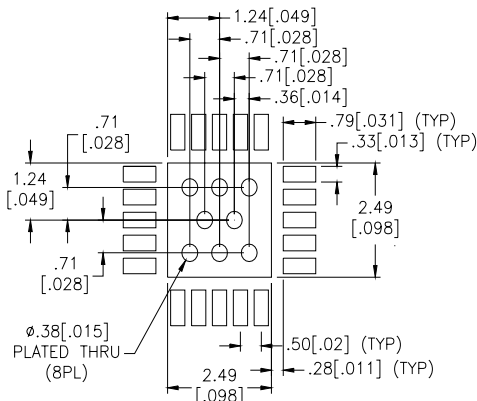 1.24[.049]
.71[.028]
.71[.028]
.71[.028]
.36[.014]
.79[.031] (TYP)
.33[.013] (TYP)
.71
[.028]
1.24
[.049]
2.49
[.098]
.71
[.028]
ø.38[.015]
PLATED THRU
(8PL)
.50[.02] (TYP)
.28[.011] (TYP)
2.49
[.098]